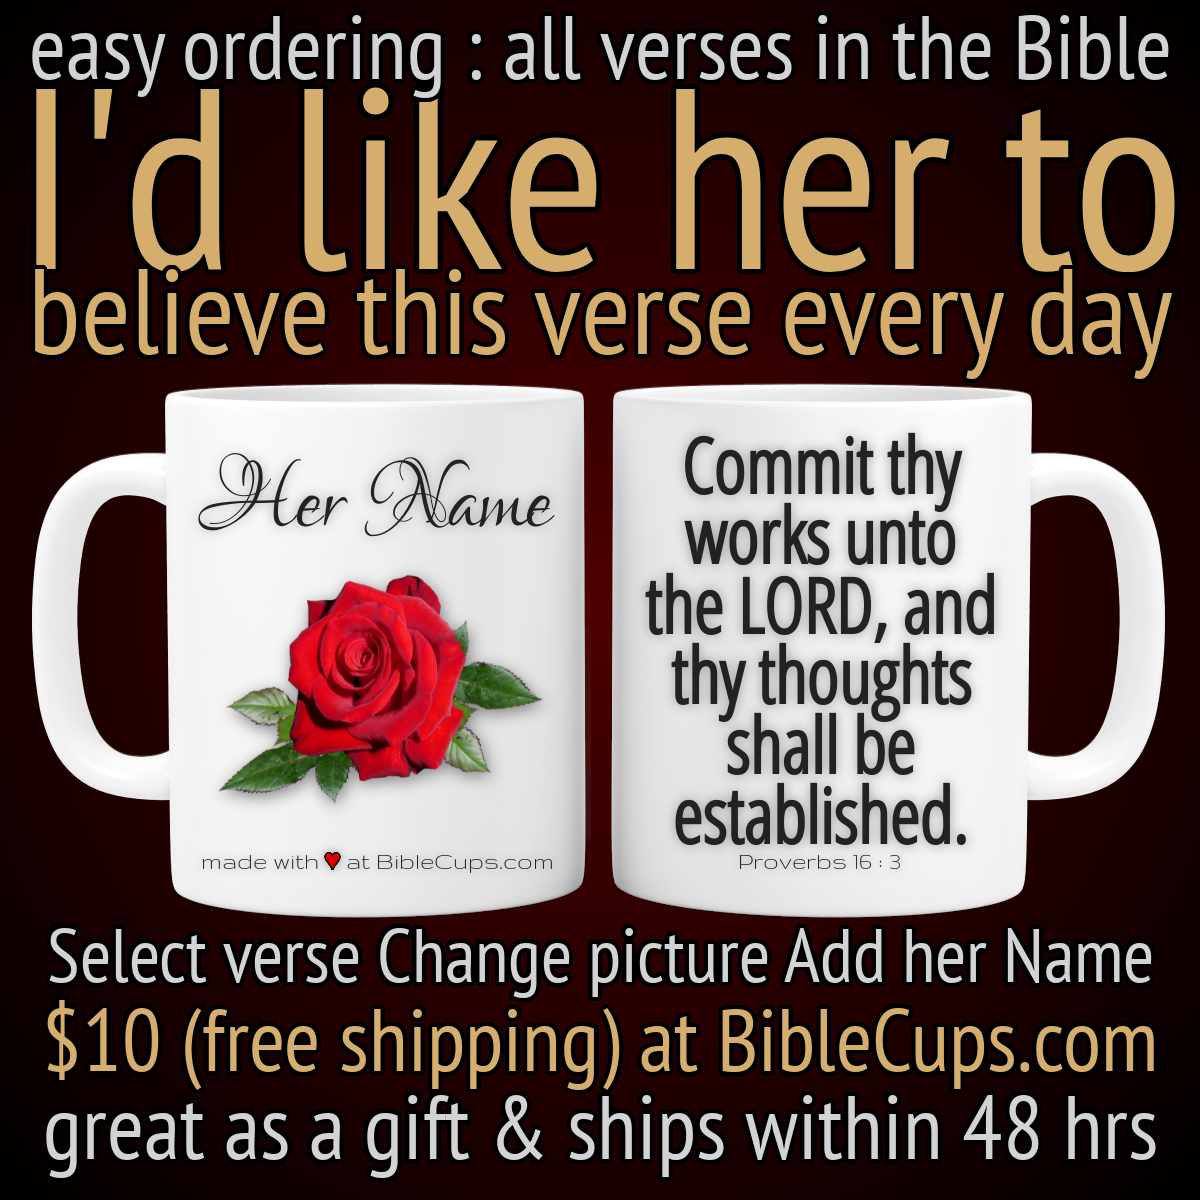 easy ordering : all verses in the Bible
I'd like her to
believe this verse every day
Her Name
made with at BibleCups.com
Commit thy
works unto
the LORD, and
thy thoughts
shall be
established.
Proverbs 16 : 3
Select verse Change picture Add her Name
$10 (free shipping) at BibleCups.com
great as a gift & ships within 48 hrs